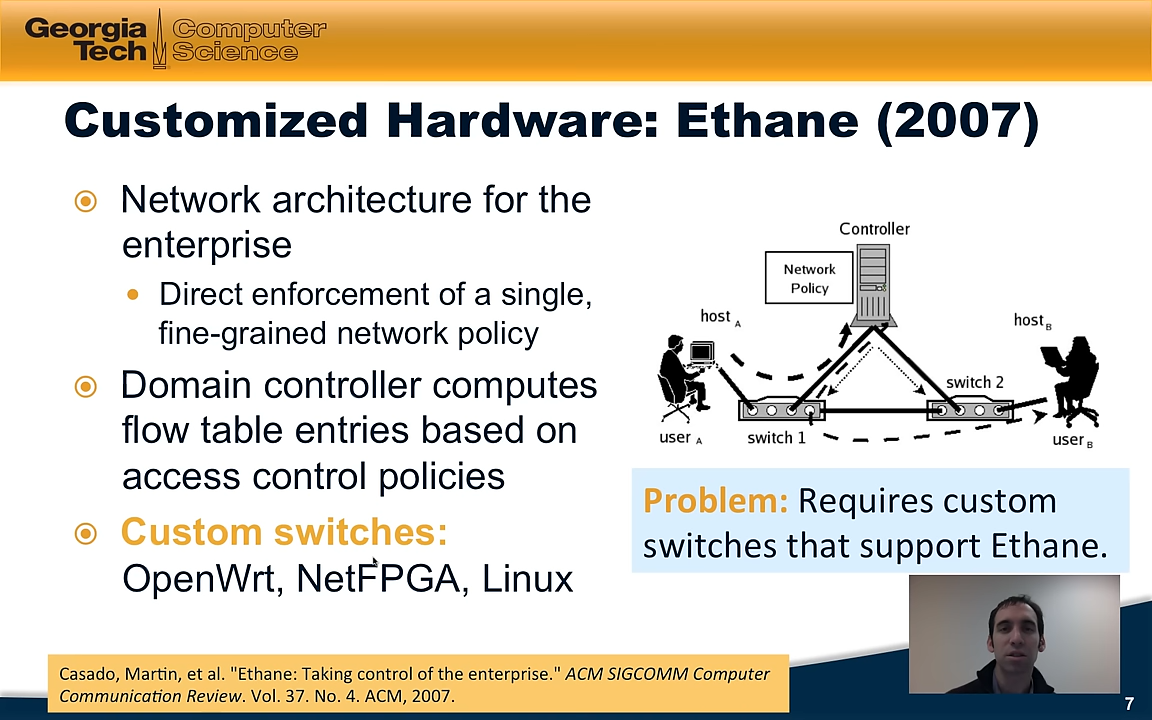 Georgia Tech
Computer Science
Customized Hardware: Ethane (2007)
Network architecture for the
enterprise
Direct enforcement of a single,
fine-grained network policy
Domain controller computes
flow table entries based on
access control policies
Custom switches:
OpenWrt, NetFPGA, Linux
Controller
Network
Policy
host A
host B
switch 2
user A
switch 1
user B
Problem: Requires custom
switches that support Ethane.
Casado, Martin, et al. "Ethane: Taking control of the enterprise." ACM SIGCOMM Computer
Communication Review. Vol. 37. No. 4. ACM, 2007.
7